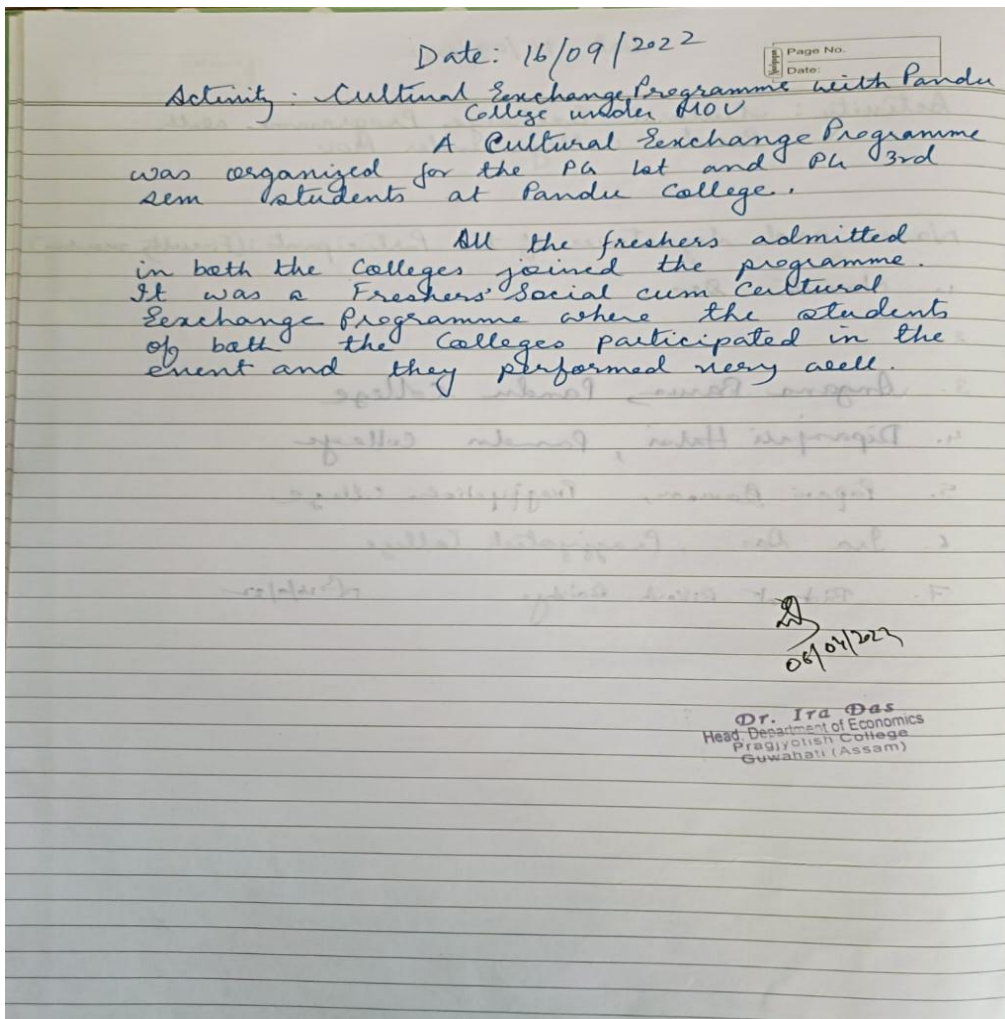 Date: 16/09/2022
Page No.
Date:
Activity: Cultural Exchange Programme with Pandu
College under MOU
A Cultural Exchange Programme
was organized for the PG 1st and PG 3rd
sem students at Pandu College.
All the freshers admitted
in both the Colleges joined the programme.
It was a Freshers' Social cum Cultural
Exchange Programme where the students
of both the Colleges participated in the
event and they performed very well.
06/04/2023
Dr. Ira Das
Head, Department of Economics
Pragjyotish College
Guwahati (Assam)